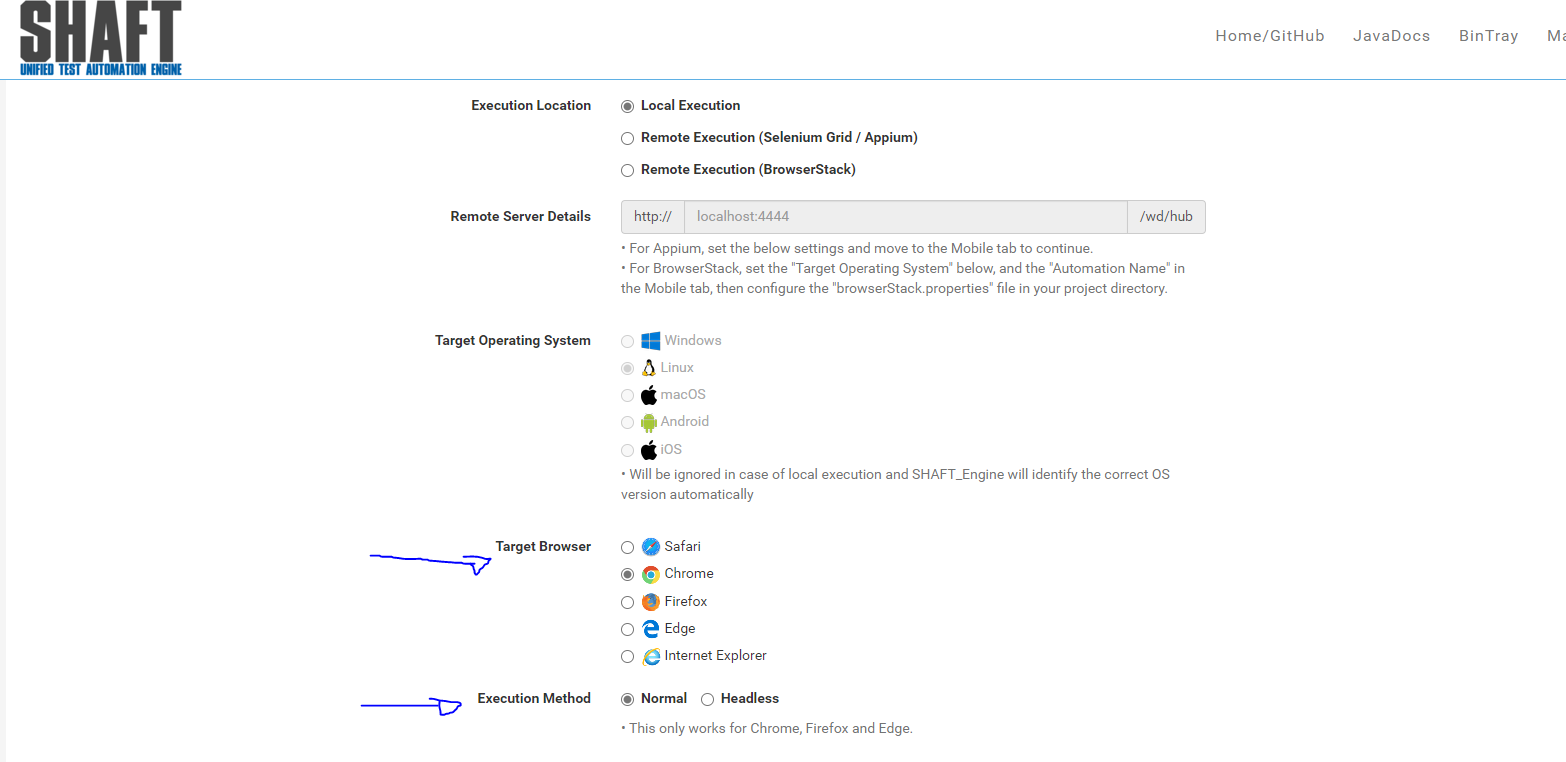 SHAFT
UNIFIED TEST AUTOMATION ENGINE
Home/GitHub JavaDocs BinTray
Execution Location Local Execution
Remote Execution (Selenium Grid / Appium)
Remote Execution (BrowserStack)
Remote Server Details http:// localhost:4444 /wd/hub
• For Appium, set the below settings and move to the Mobile tab to continue.
• For BrowserStack, set the "Target Operating System" below, and the "Automation Name" in
the Mobile tab, then configure the "browserStack.properties" file in your project directory.
Target Operating System Windows
Linux
macOS
Android
iOS
• Will be ignored in case of local execution and SHAFT_Engine will identify the correct OS
version automatically
Target Browser Safari
Chrome
Firefox
Edge
Internet Explorer
Execution Method Normal Headless
• This only works for Chrome, Firefox and Edge.